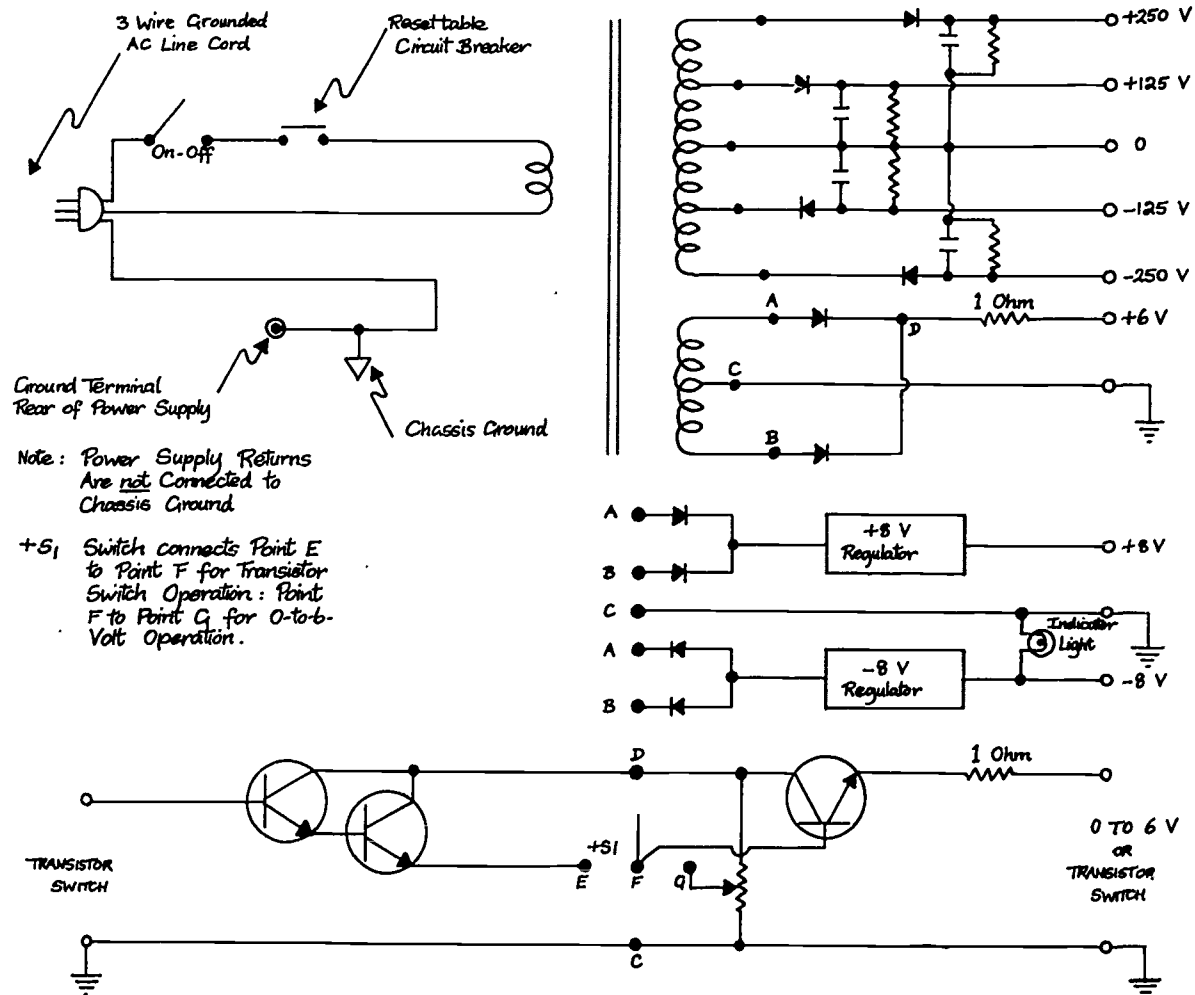 3 Wire Grounded
AC Line Cord
Resettable
Circuit Breaker
On-Off
Ground Terminal
Rear of Power Supply
Chassis Ground
Note: Power Supply Returns
Are not Connected to
Chassis Ground
+S1 Switch connects Point E
to Point F for Transistor
Switch Operation: Point
F to Point G for 0-to-6-
Volt Operation.
+250 V
+125 V
0
-125 V
-250 V
A
D
1 Ohm
+6 V
C
B
A
B
+8 V
Regulator
+8 V
C
Indicator
Light
A
B
-8 V
Regulator
-8 V
D
1 Ohm
TRANSISTOR
SWITCH
+S1
E
F
G
C
0 TO 6 V
OR
TRANSISTOR
SWITCH